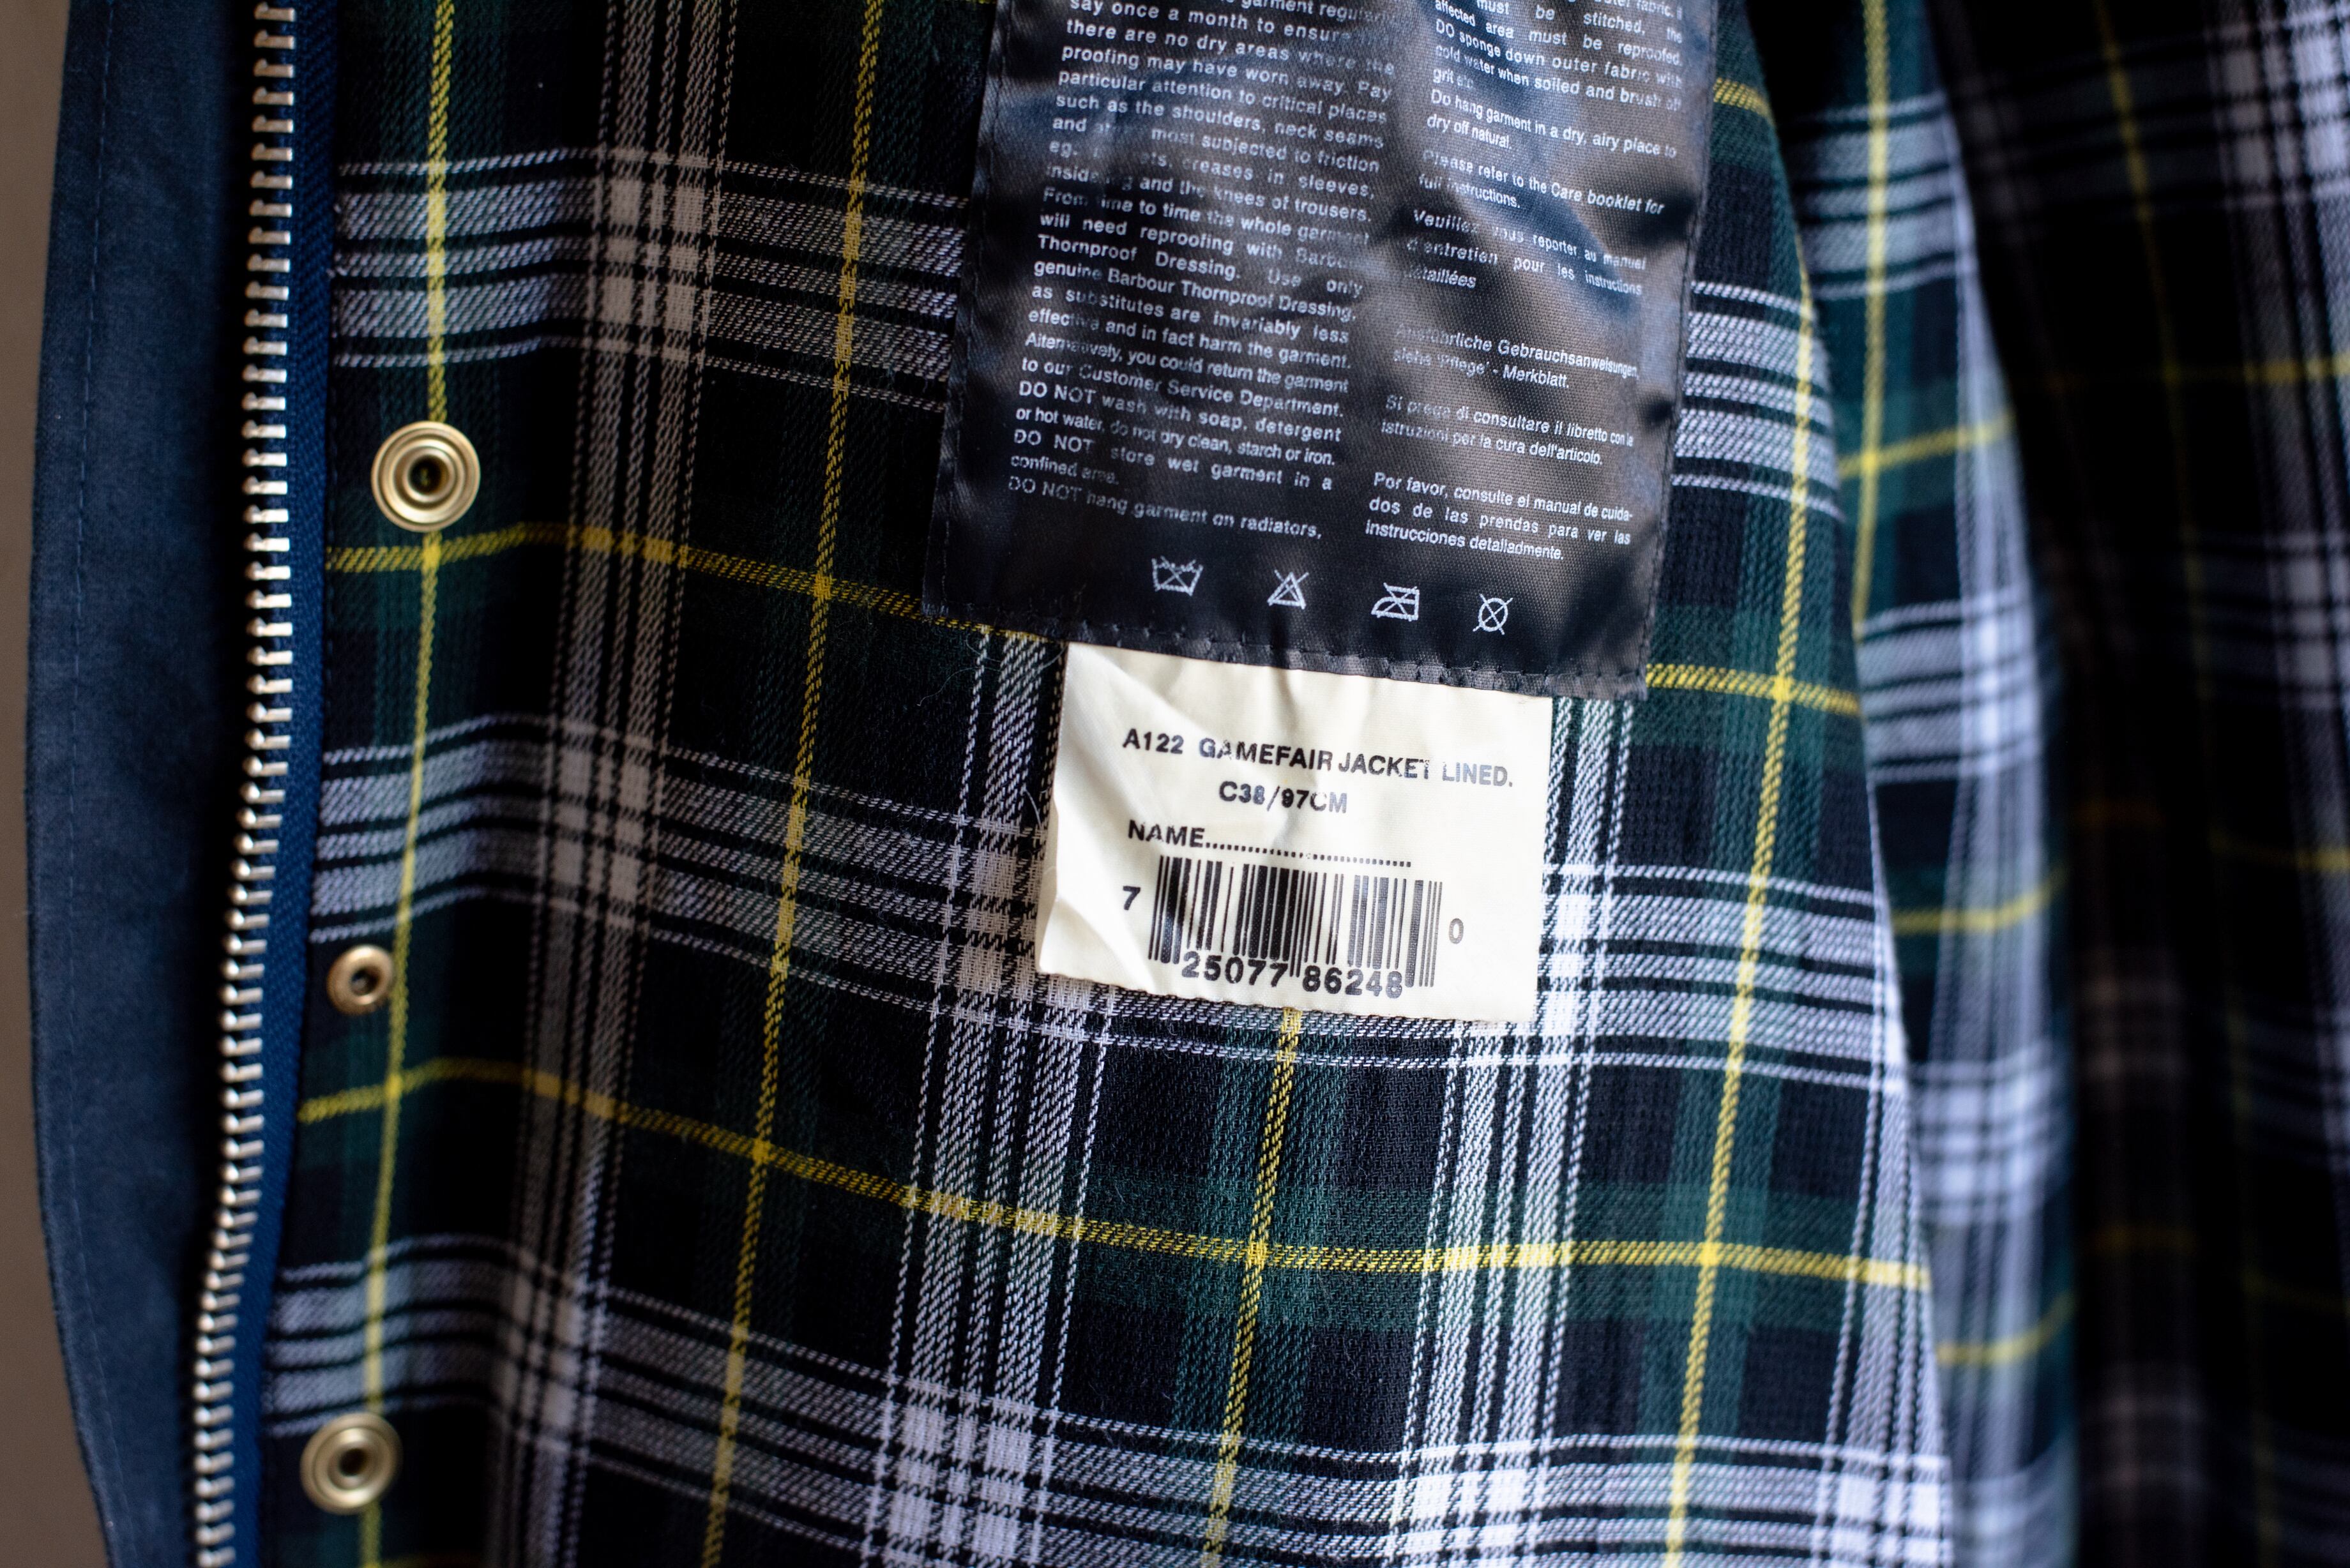 garment regular
say once a month to ensure
there are no dry areas where the
proofing may have worn away. Pay
particular attention to critical places
such as the shoulders, neck seams
and most subjected to friction
eg. creases in sleeves,
and the knees of trousers.
From time to time the whole garment
will need reproofing with Barbour
Thornproof Dressing. Use only
genuine Barbour Thornproof Dressing,
as substitutes are invariably less
effective and in fact harm the garment.
Alternatively, you could return the garment
to our Customer Service Department.
DO NOT wash with soap, detergent
or hot water, do not dry clean, starch or iron.
DO NOT store wet garment in a
confined area.
DO NOT hang garment on radiators,
outer fabric,
must be stitched, the
affected area must be reproofed.
DO sponge down outer fabric with
cold water when soiled and brush off
grit etc.
Do hang garment in a dry, airy place to
dry off natural.
Please refer to the Care booklet for
full instructions.
Veuillez vous reporter au manuel
d'entretien pour les instructions
détaillées
Ausführliche Gebrauchsanweisungen,
siehe 'Pflege' - Merkblatt.
Si prega di consultare il libretto con le
istruzioni per la cura dell'articolo.
Por favor, consulte el manual de cuida-
dos de las prendas para ver las
instrucciones detalladmente.
A122 GAMEFAIR JACKET LINED.
C38/97CM
NAME..............................
7 25077 86248 0